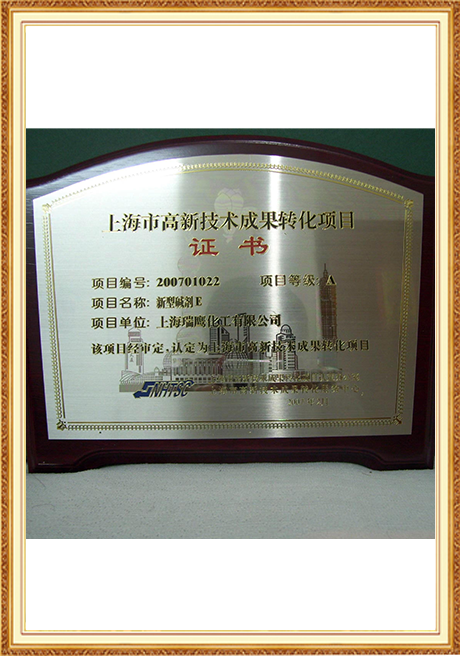 上海市高新技术成果转化项目
证书
项目编号: 200701022 项目等级: A
项目名称: 新型碱剂E
项目单位: 上海瑞鹰化工有限公司
该项目经审定，认定为上海市高新技术成果转化项目
SNHTSC